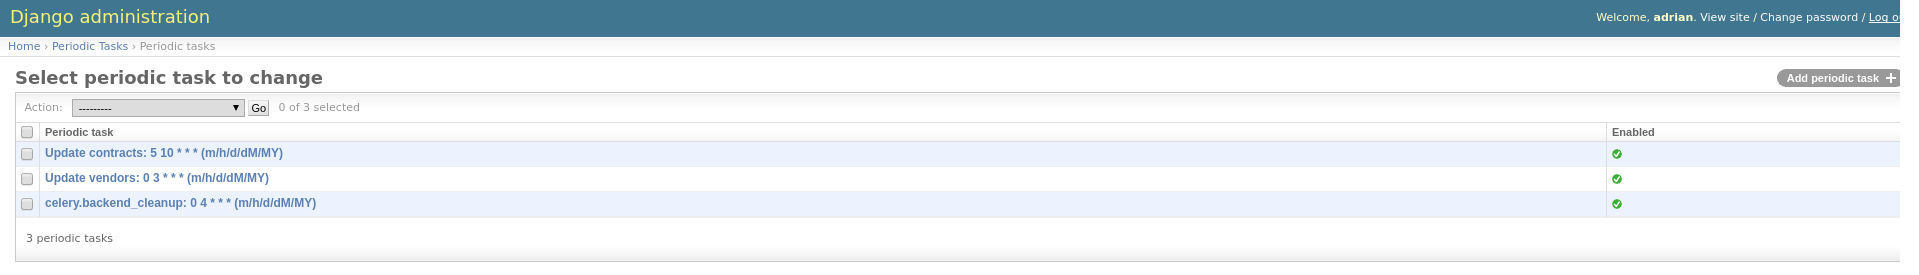 Django administration
Welcome, adrian. View site / Change password / Log o
Home › Periodic Tasks › Periodic tasks
Select periodic task to change
Add periodic task
Action: --------- Go 0 of 3 selected
Periodic task Enabled
Update contracts: 5 10 * * * (m/h/d/dM/MY)
Update vendors: 0 3 * * * (m/h/d/dM/MY)
celery.backend_cleanup: 0 4 * * * (m/h/d/dM/MY)
3 periodic tasks